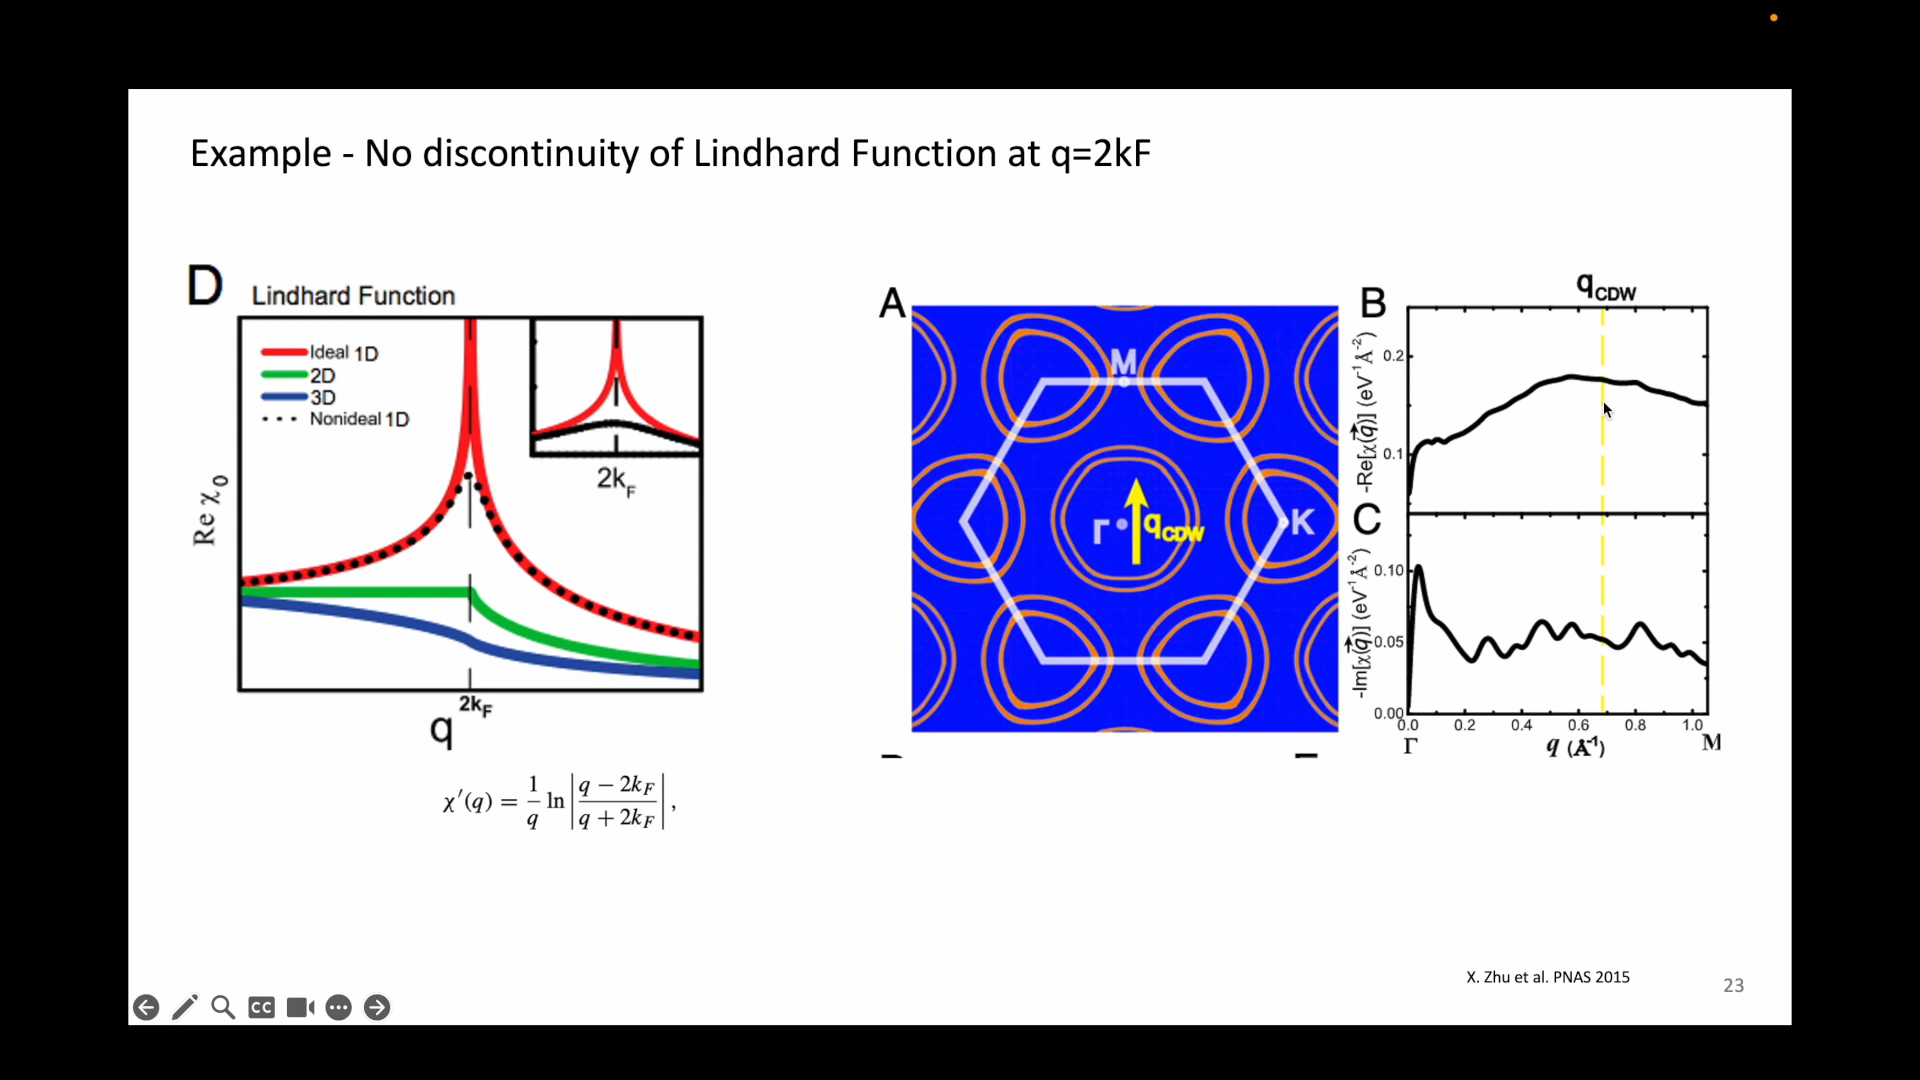 Example - No discontinuity of Lindhard Function at q=2kF
D
Lindhard Function
Ideal 1D
2D
3D
Nonideal 1D
2kF
Re χ0
2kF
q
χ′(q) = 1/q ln |q − 2kF / q + 2kF| ,
A
M
Γ
qCDW
K
B
qCDW
-Re[χ(q)] (eV-1Å-2)
0.2
0.1
C
-Im[χ(q)] (eV-1Å-2)
0.10
0.05
0.00
0.0 0.2 0.4 0.6 0.8 1.0
Γ
q (Å-1)
M
X. Zhu et al. PNAS 2015
23
CC